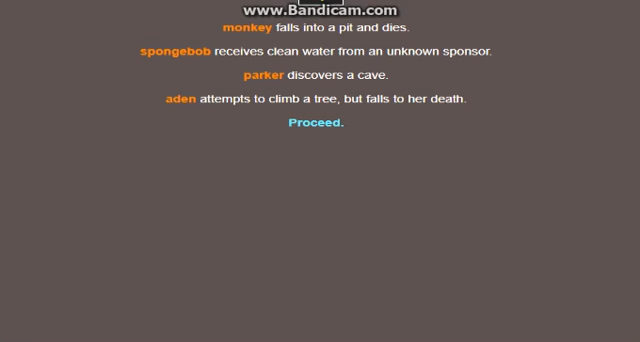 www.Bandicam.com
monkey falls into a pit and dies.
spongebob receives clean water from an unknown sponsor.
parker discovers a cave.
aden attempts to climb a tree, but falls to her death.
Proceed.